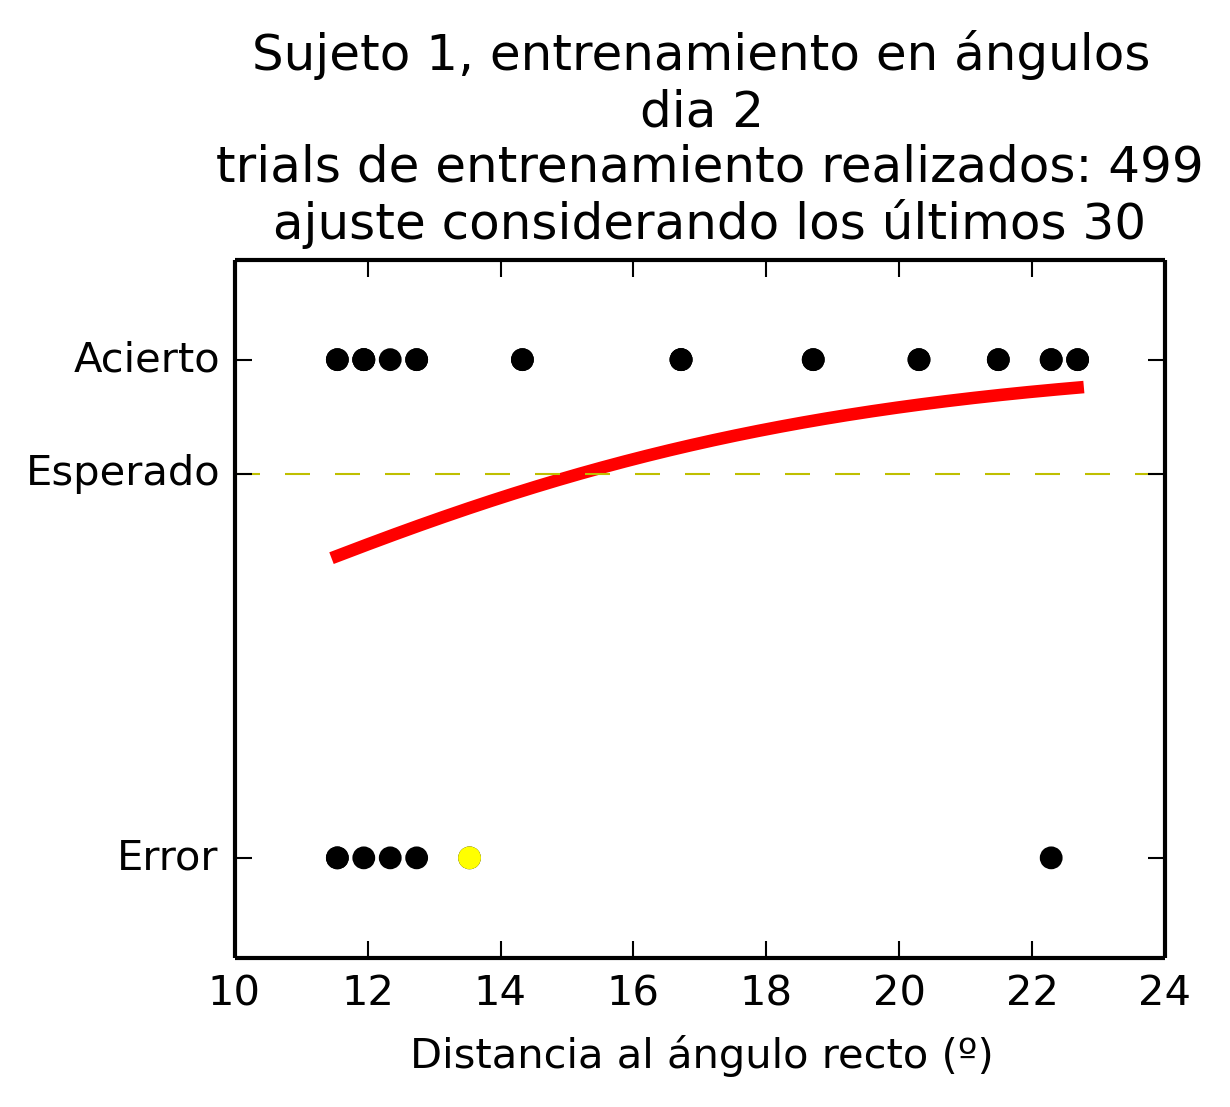 Sujeto 1, entrenamiento en ángulos
dia 2
trials de entrenamiento realizados: 499
ajuste considerando los últimos 30
Acierto
Esperado
Error
10 12 14 16 18 20 22 24
Distancia al ángulo recto (º)